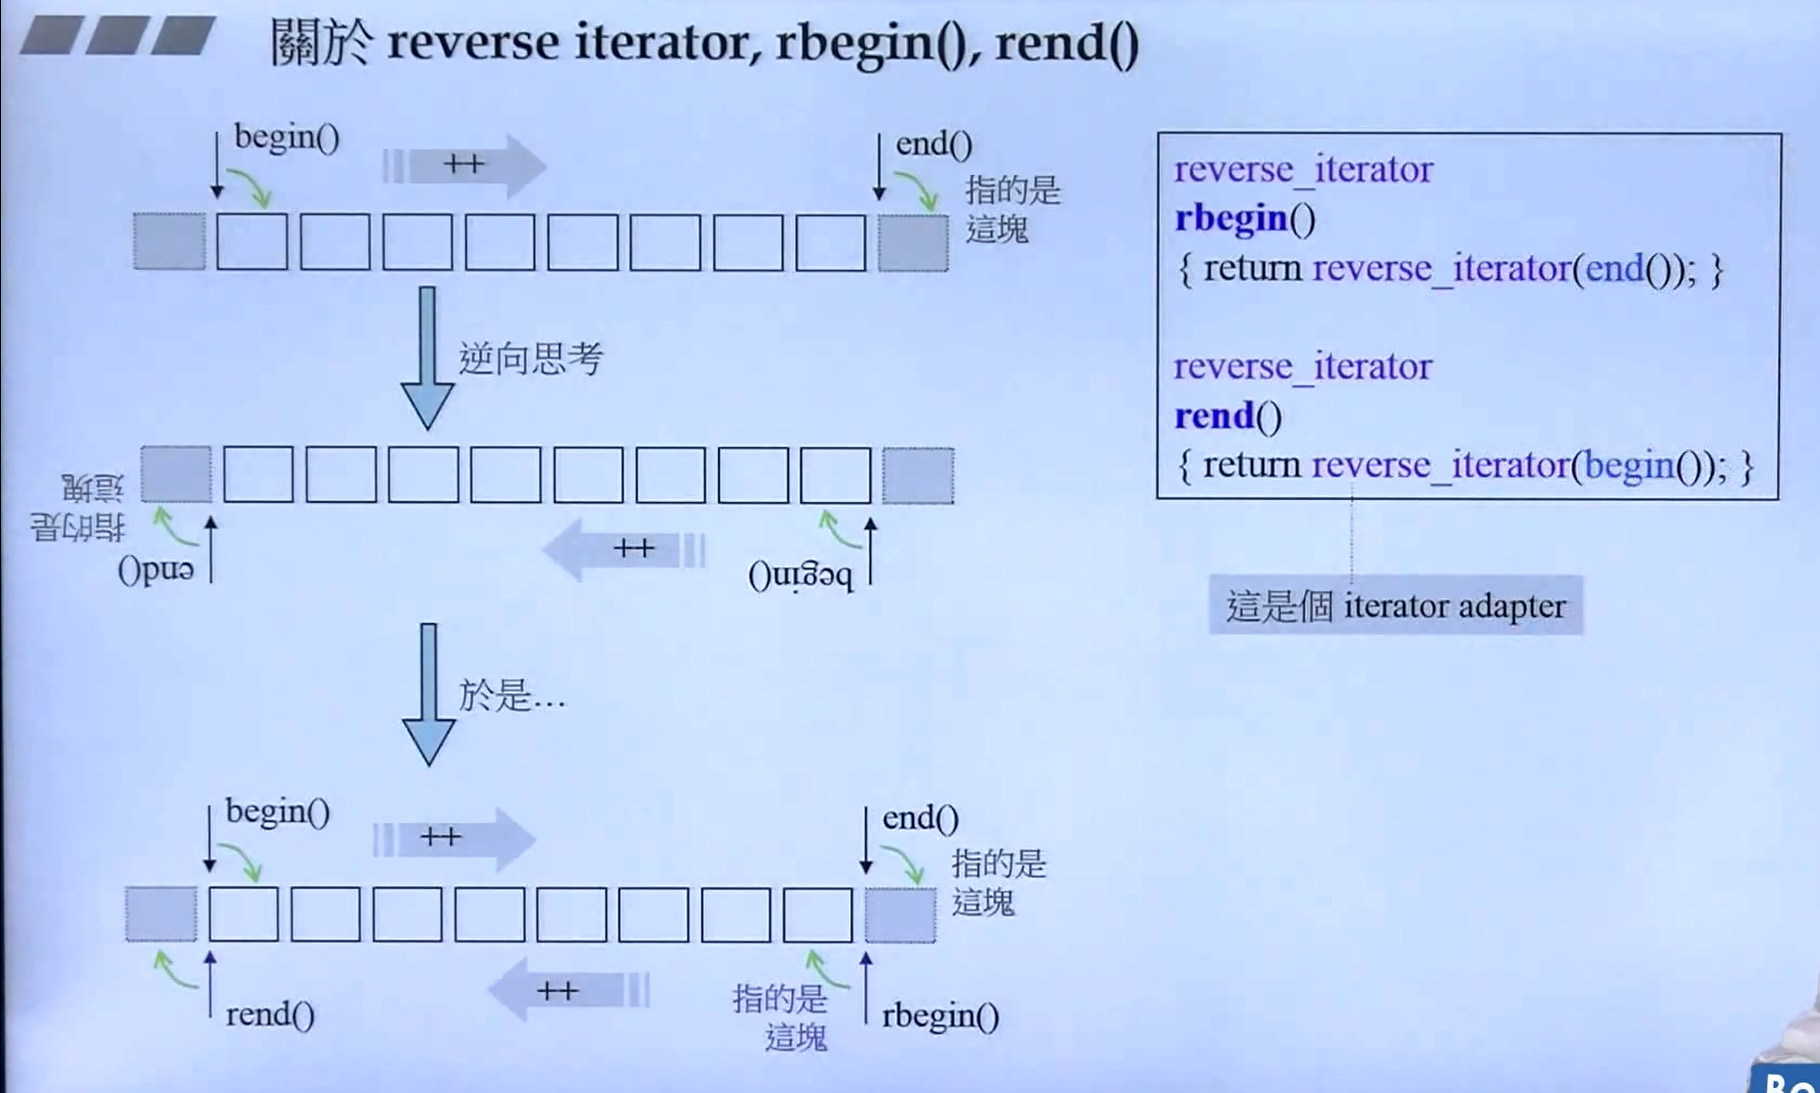 關於 reverse iterator, rbegin(), rend()
begin()
++
end()
指的是
這塊
逆向思考
指的是
這塊
end()
++
begin()
於是...
begin()
++
end()
指的是
這塊
rend()
++
指的是
這塊
rbegin()
reverse_iterator
rbegin()
{ return reverse_iterator(end()); }
reverse_iterator
rend()
{ return reverse_iterator(begin()); }
這是個 iterator adapter
Bo